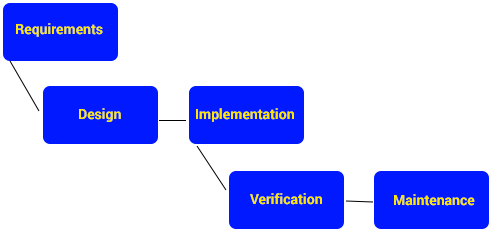 Requirements
Design
Implementation
Verification
Maintenance